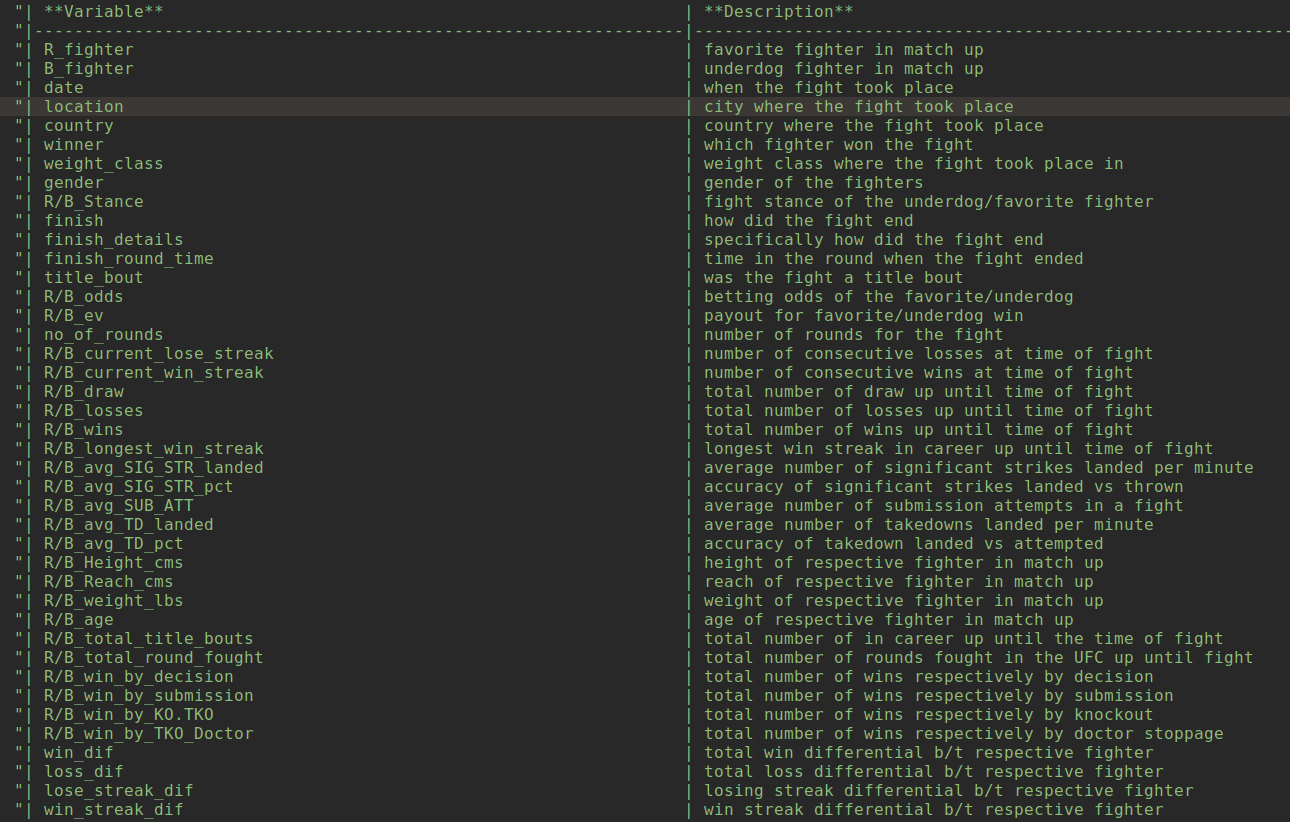 "| **Variable** | **Description**
"|-----------------------------------------------------------------|------------------------------------------------------------
"| R_fighter | favorite fighter in match up
"| B_fighter | underdog fighter in match up
"| date | when the fight took place
"| location | city where the fight took place
"| country | country where the fight took place
"| winner | which fighter won the fight
"| weight_class | weight class where the fight took place in
"| gender | gender of the fighters
"| R/B_Stance | fight stance of the underdog/favorite fighter
"| finish | how did the fight end
"| finish_details | specifically how did the fight end
"| finish_round_time | time in the round when the fight ended
"| title_bout | was the fight a title bout
"| R/B_odds | betting odds of the favorite/underdog
"| R/B_ev | payout for favorite/underdog win
"| no_of_rounds | number of rounds for the fight
"| R/B_current_lose_streak | number of consecutive losses at time of fight
"| R/B_current_win_streak | number of consecutive wins at time of fight
"| R/B_draw | total number of draw up until time of fight
"| R/B_losses | total number of losses up until time of fight
"| R/B_wins | total number of wins up until time of fight
"| R/B_longest_win_streak | longest win streak in career up until time of fight
"| R/B_avg_SIG_STR_landed | average number of significant strikes landed per minute
"| R/B_avg_SIG_STR_pct | accuracy of significant strikes landed vs thrown
"| R/B_avg_SUB_ATT | average number of submission attempts in a fight
"| R/B_avg_TD_landed | average number of takedowns landed per minute
"| R/B_avg_TD_pct | accuracy of takedown landed vs attempted
"| R/B_Height_cms | height of respective fighter in match up
"| R/B_Reach_cms | reach of respective fighter in match up
"| R/B_weight_lbs | weight of respective fighter in match up
"| R/B_age | age of respective fighter in match up
"| R/B_total_title_bouts | total number of in career up until the time of fight
"| R/B_total_round_fought | total number of rounds fought in the UFC up until fight
"| R/B_win_by_decision | total number of wins respectively by decision
"| R/B_win_by_submission | total number of wins respectively by submission
"| R/B_win_by_KO.TKO | total number of wins respectively by knockout
"| R/B_win_by_TKO_Doctor | total number of wins respectively by doctor stoppage
"| win_dif | total win differential b/t respective fighter
"| loss_dif | total loss differential b/t respective fighter
"| lose_streak_dif | losing streak differential b/t respective fighter
"| win_streak_dif | win streak differential b/t respective fighter